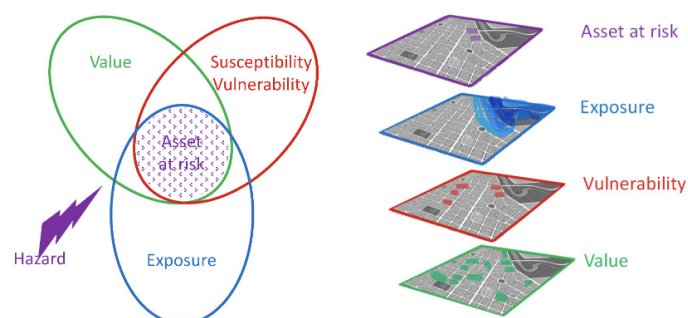 Value
Susceptibility
Vulnerability
Asset
at risk
Hazard
Exposure
Asset at risk
Exposure
Vulnerability
Value